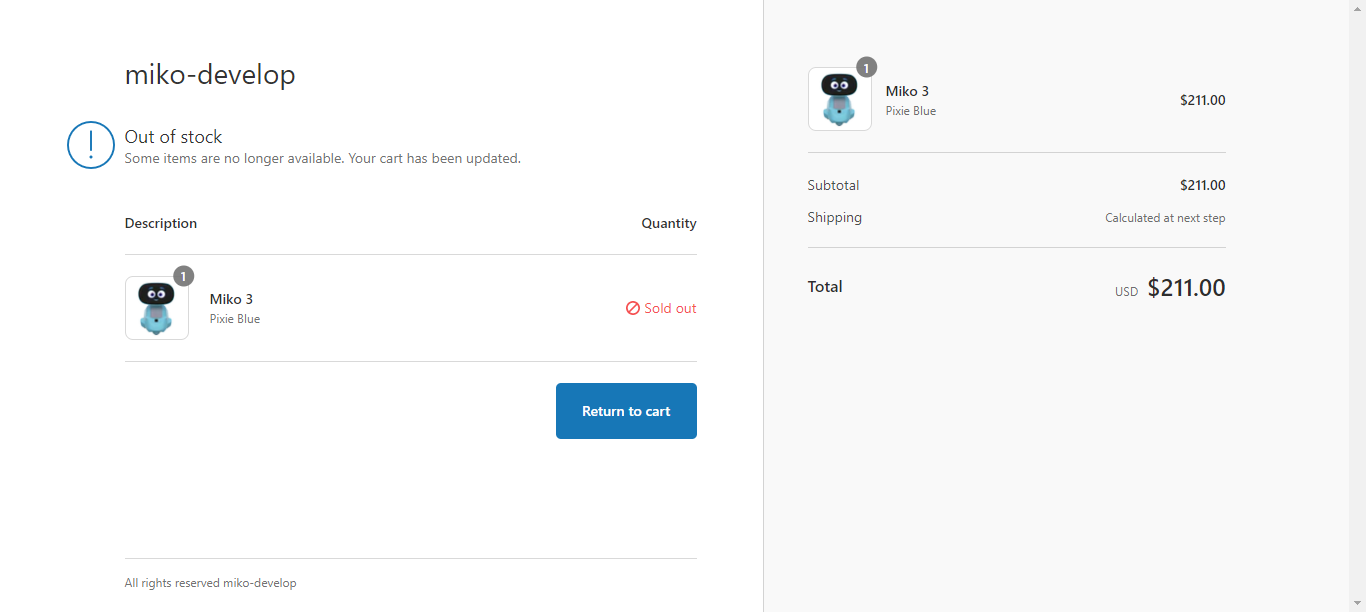 miko-develop
Out of stock
Some items are no longer available. Your cart has been updated.
Description Quantity
1
Miko 3
Pixie Blue
Sold out
Return to cart
All rights reserved miko-develop
1
Miko 3
Pixie Blue
$211.00
Subtotal $211.00
Shipping Calculated at next step
Total USD $211.00